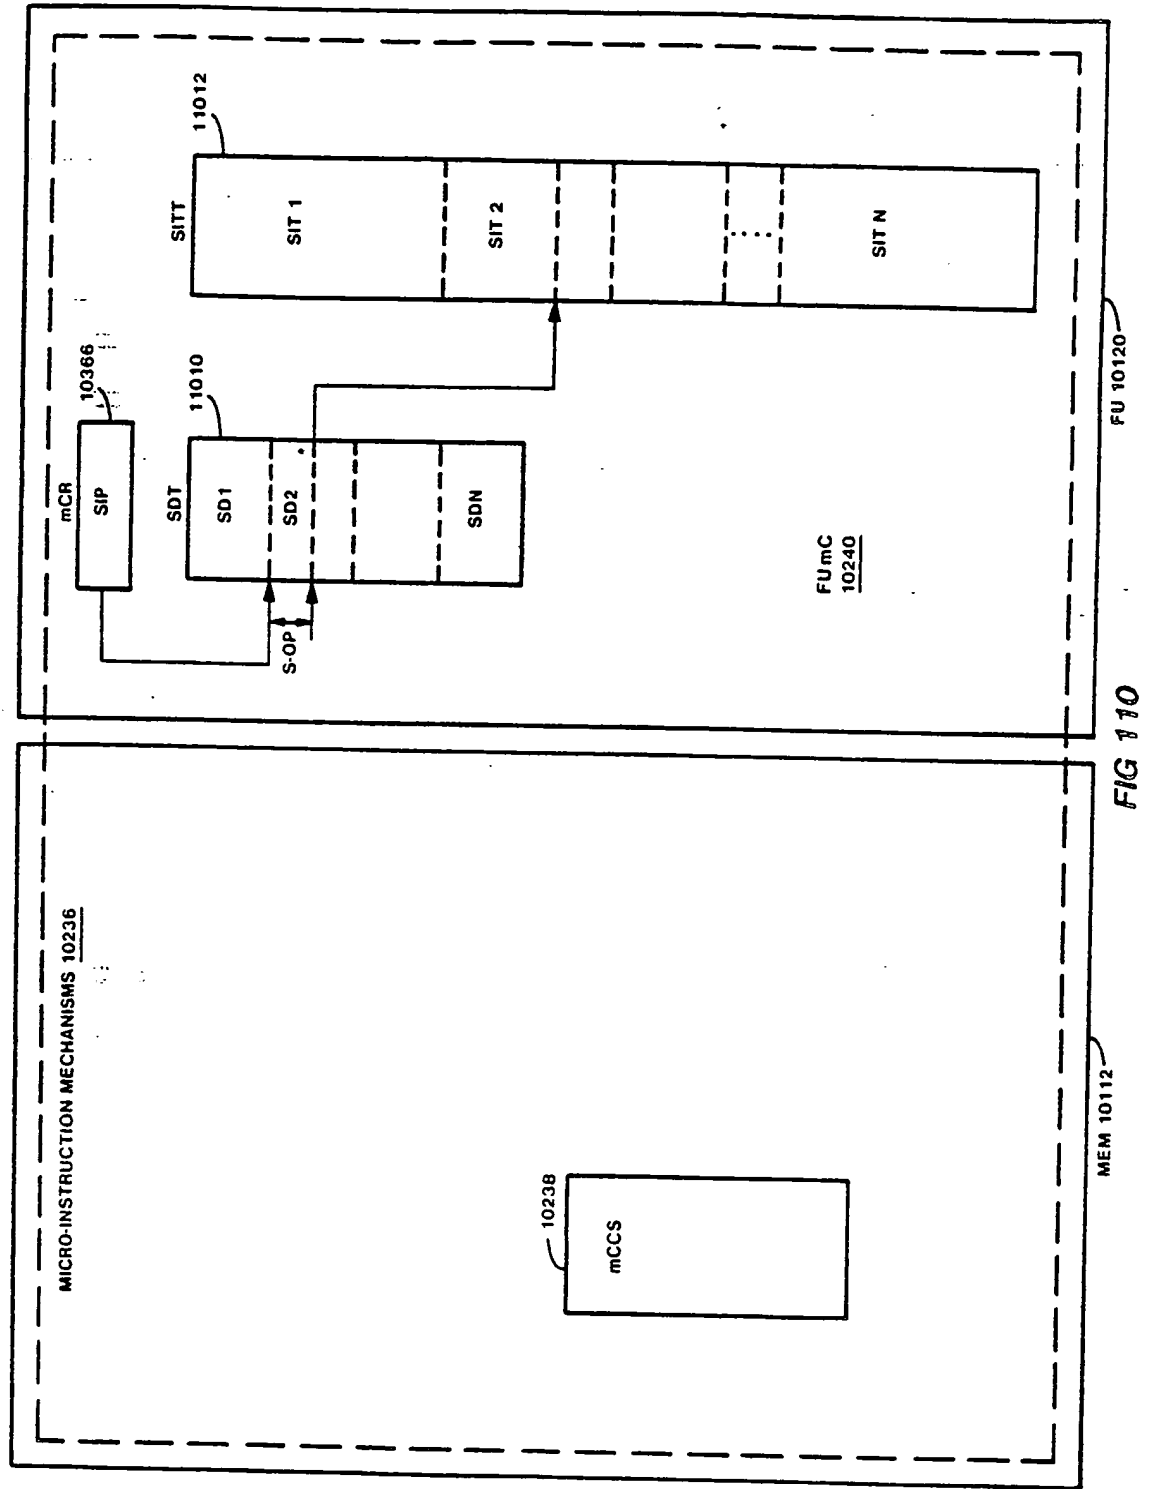 MICRO-INSTRUCTION MECHANISMS 10236
mCCS
10238
MEM 10112
mCR
10366
SIP
SDT
11010
SD1
SD2
SDN
S-OP
SITT
11012
SIT 1
SIT 2
SIT N
FUmC
10240
FU 10120
FIG 110